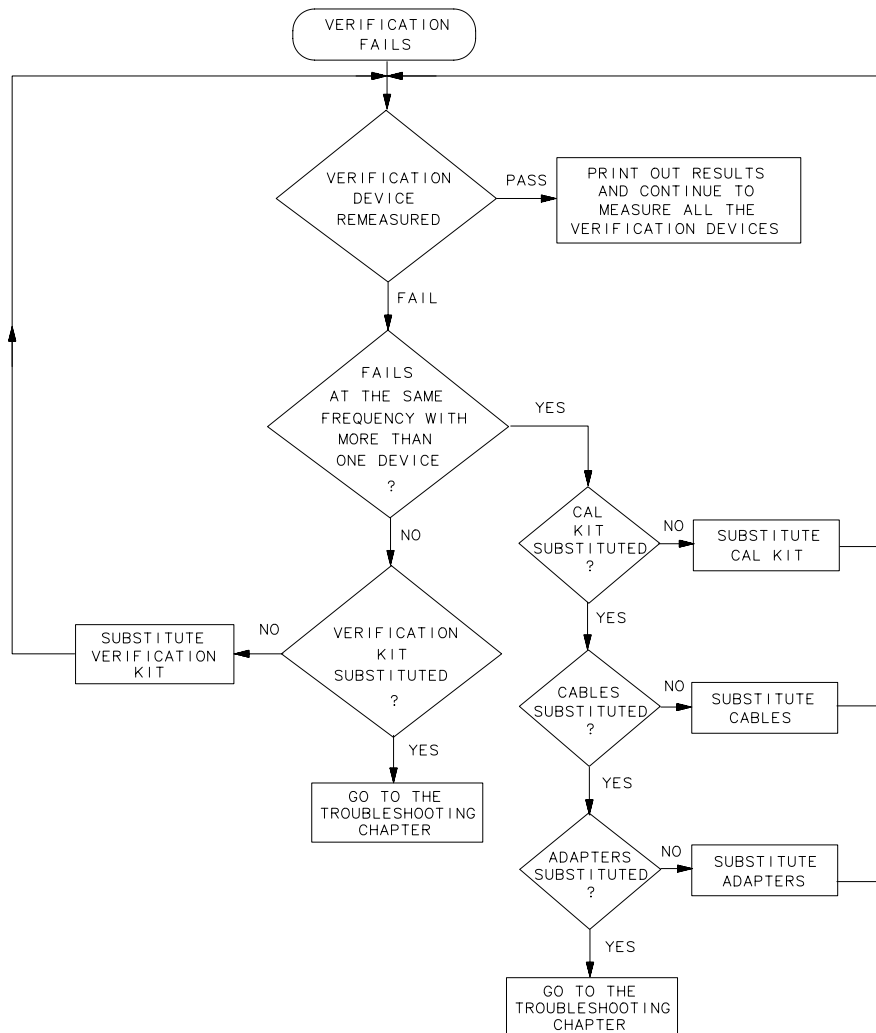 VERIFICATION
FAILS
VERIFICATION
DEVICE
REMEASURED
PASS
PRINT OUT RESULTS
AND CONTINUE TO
MEASURE ALL THE
VERIFICATION DEVICES
FAIL
FAILS
AT THE SAME
FREQUENCY WITH
MORE THAN
ONE DEVICE
?
YES
CAL
KIT
SUBSTITUTED
?
NO
SUBSTITUTE
CAL KIT
NO
YES
VERIFICATION
KIT
SUBSTITUTED
?
NO
SUBSTITUTE
VERIFICATION
KIT
CABLES
SUBSTITUTED
?
NO
SUBSTITUTE
CABLES
YES
YES
GO TO THE
TROUBLESHOOTING
CHAPTER
ADAPTERS
SUBSTITUTED
?
NO
SUBSTITUTE
ADAPTERS
YES
GO TO THE
TROUBLESHOOTING
CHAPTER